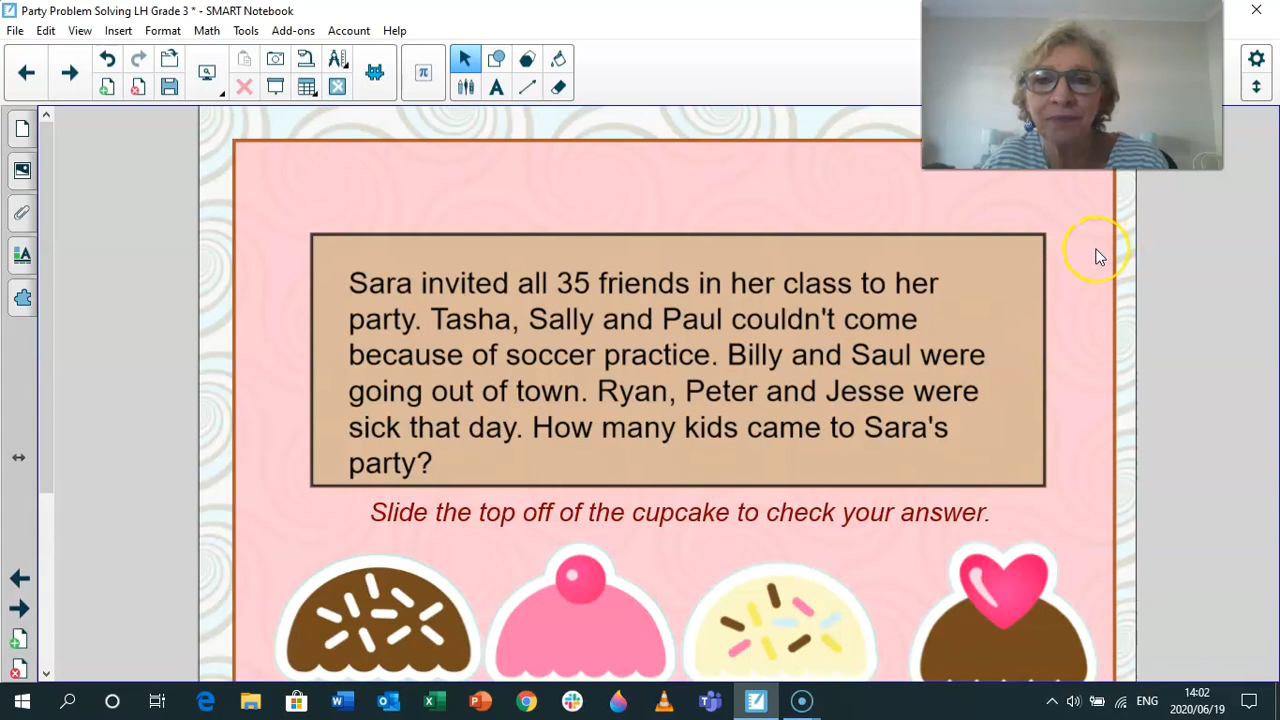 Party Problem Solving LH Grade 3 * - SMART Notebook
File Edit View Insert Format Math Tools Add-ons Account Help
π
A
Sara invited all 35 friends in her class to her
party. Tasha, Sally and Paul couldn't come
because of soccer practice. Billy and Saul were
going out of town. Ryan, Peter and Jesse were
sick that day. How many kids came to Sara's
party?
Slide the top off of the cupcake to check your answer.
ENG
14:02
2020/06/19